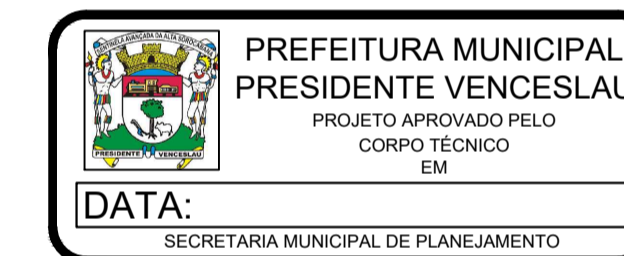 SENTINELA AVANÇADA DA ALTA SOROCABANA
PREFEITURA MUNICIPAL
PRESIDENTE VENCESLAU
PROJETO APROVADO PELO
CORPO TÉCNICO
EM
PRESIDENTE VENCESLAU
DATA:
SECRETARIA MUNICIPAL DE PLANEJAMENTO